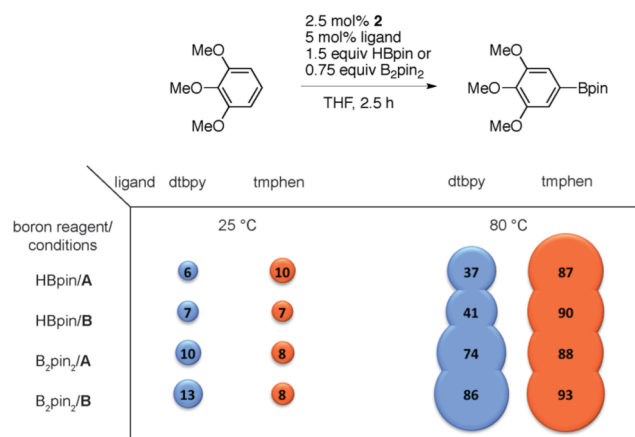 2.5 mol% 2
5 mol% ligand
1.5 equiv HBpin or
0.75 equiv B₂pin₂
THF, 2.5 h
MeO
MeO
MeO
MeO
MeO
MeO
Bpin
ligand dtbpy tmphen dtbpy tmphen
boron reagent/
conditions
25 °C 80 °C
HBpin/A 6 10 37 87
HBpin/B 7 7 41 90
B₂pin₂/A 10 8 74 88
B₂pin₂/B 13 8 86 93